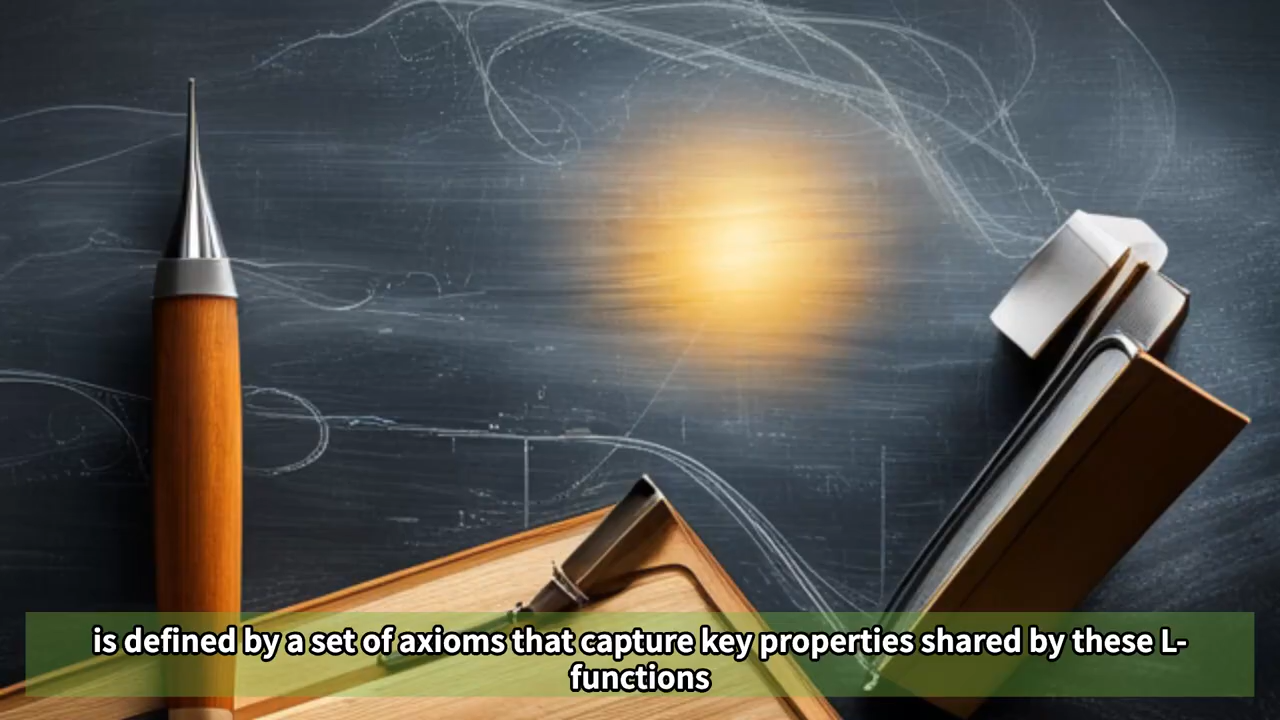 is defined by a set of axioms that capture key properties shared by these L-
functions